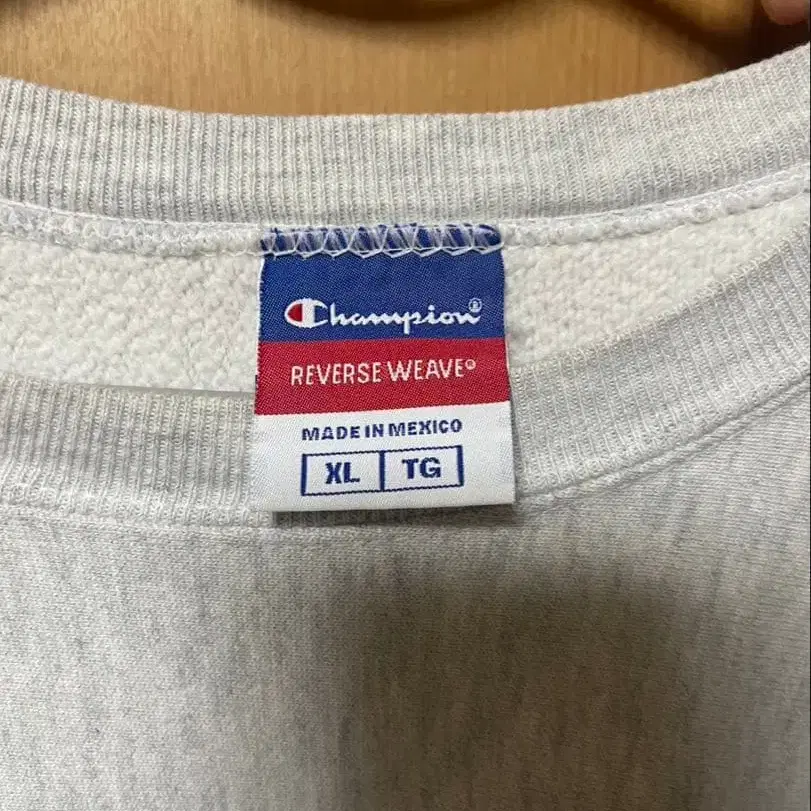 Champion®
REVERSE WEAVE®
MADE IN MEXICO
XL TG